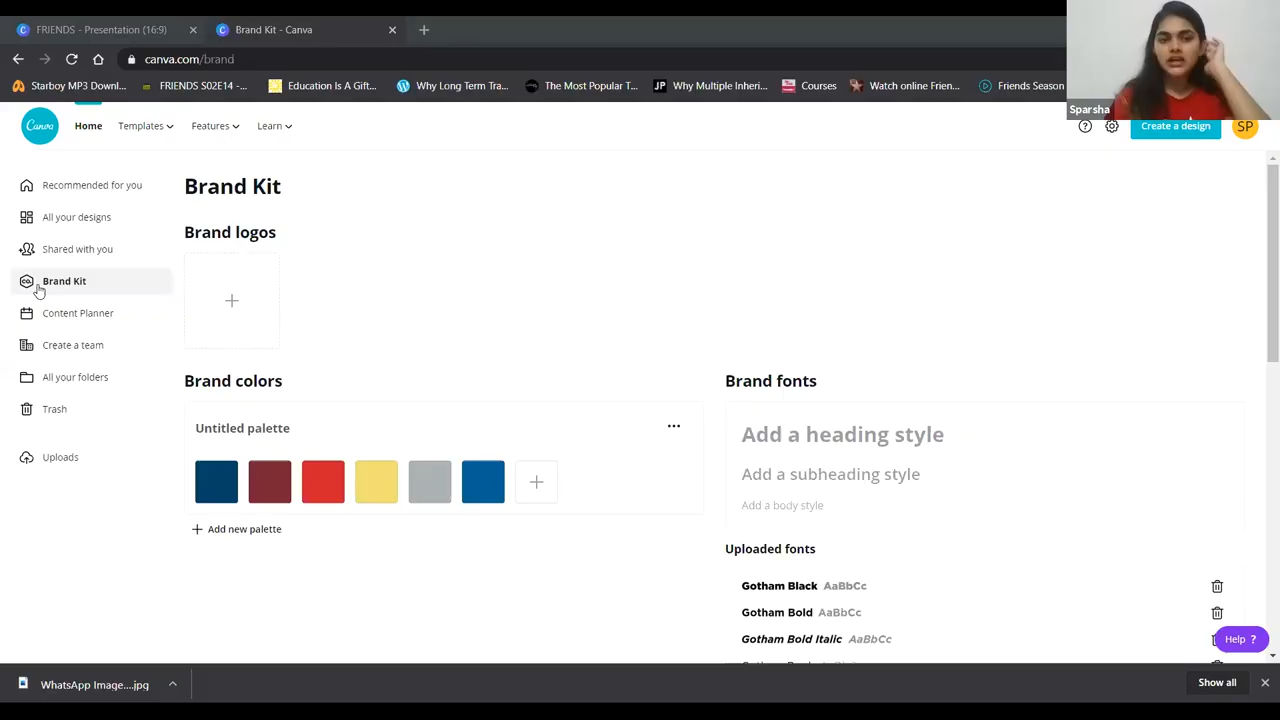 FRIENDS - Presentation (16:9)
Brand Kit - Canva
canva.com/brand
Starboy MP3 Downl...
FRIENDS S02E14 -...
Education Is A Gift...
Why Long Term Tra...
The Most Popular T...
JP
Why Multiple Inheri...
Courses
Watch online Frien...
Friends Season
Sparsha
Canva
Home
Templates
Features
Learn
?
Create a design
SP
Recommended for you
All your designs
Shared with you
CO.
Brand Kit
Content Planner
Create a team
All your folders
Trash
Uploads
Brand Kit
Brand logos
+
Brand colors
Untitled palette
...
+
+ Add new palette
Brand fonts
Add a heading style
Add a subheading style
Add a body style
Uploaded fonts
Gotham Black AaBbCc
Gotham Bold AaBbCc
Gotham Bold Italic AaBbCc
Help ?
WhatsApp Image....jpg
Show all